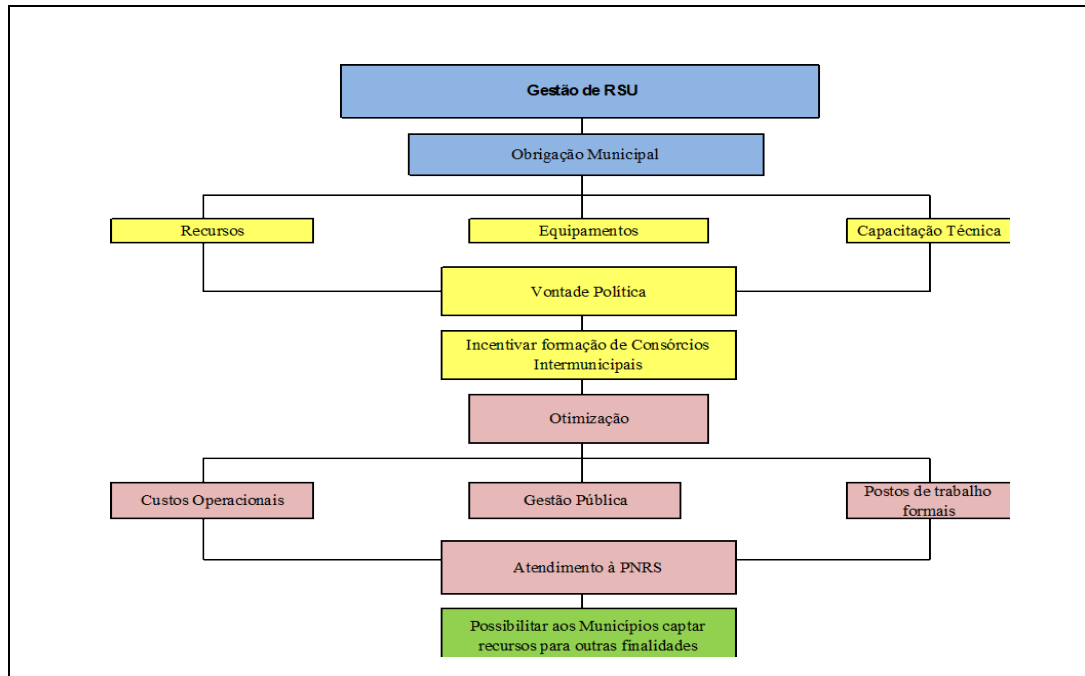 Gestão de RSU
Obrigação Municipal
Recursos
Equipamentos
Capacitação Técnica
Vontade Política
Incentivar formação de Consórcios
Intermunicipais
Otimização
Custos Operacionais
Gestão Pública
Postos de trabalho
formais
Atendimento à PNRS
Possibilitar aos Municípios captar
recursos para outras finalidades